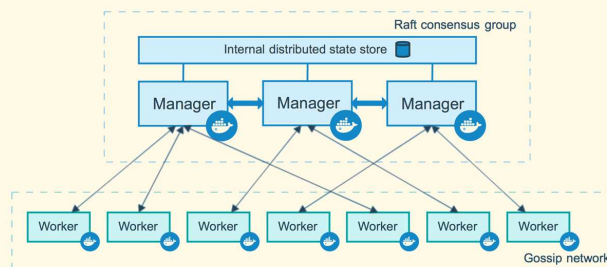 Raft consensus group
Internal distributed state store
Manager
Manager
Manager
Worker
Worker
Worker
Worker
Worker
Worker
Worker
Gossip network